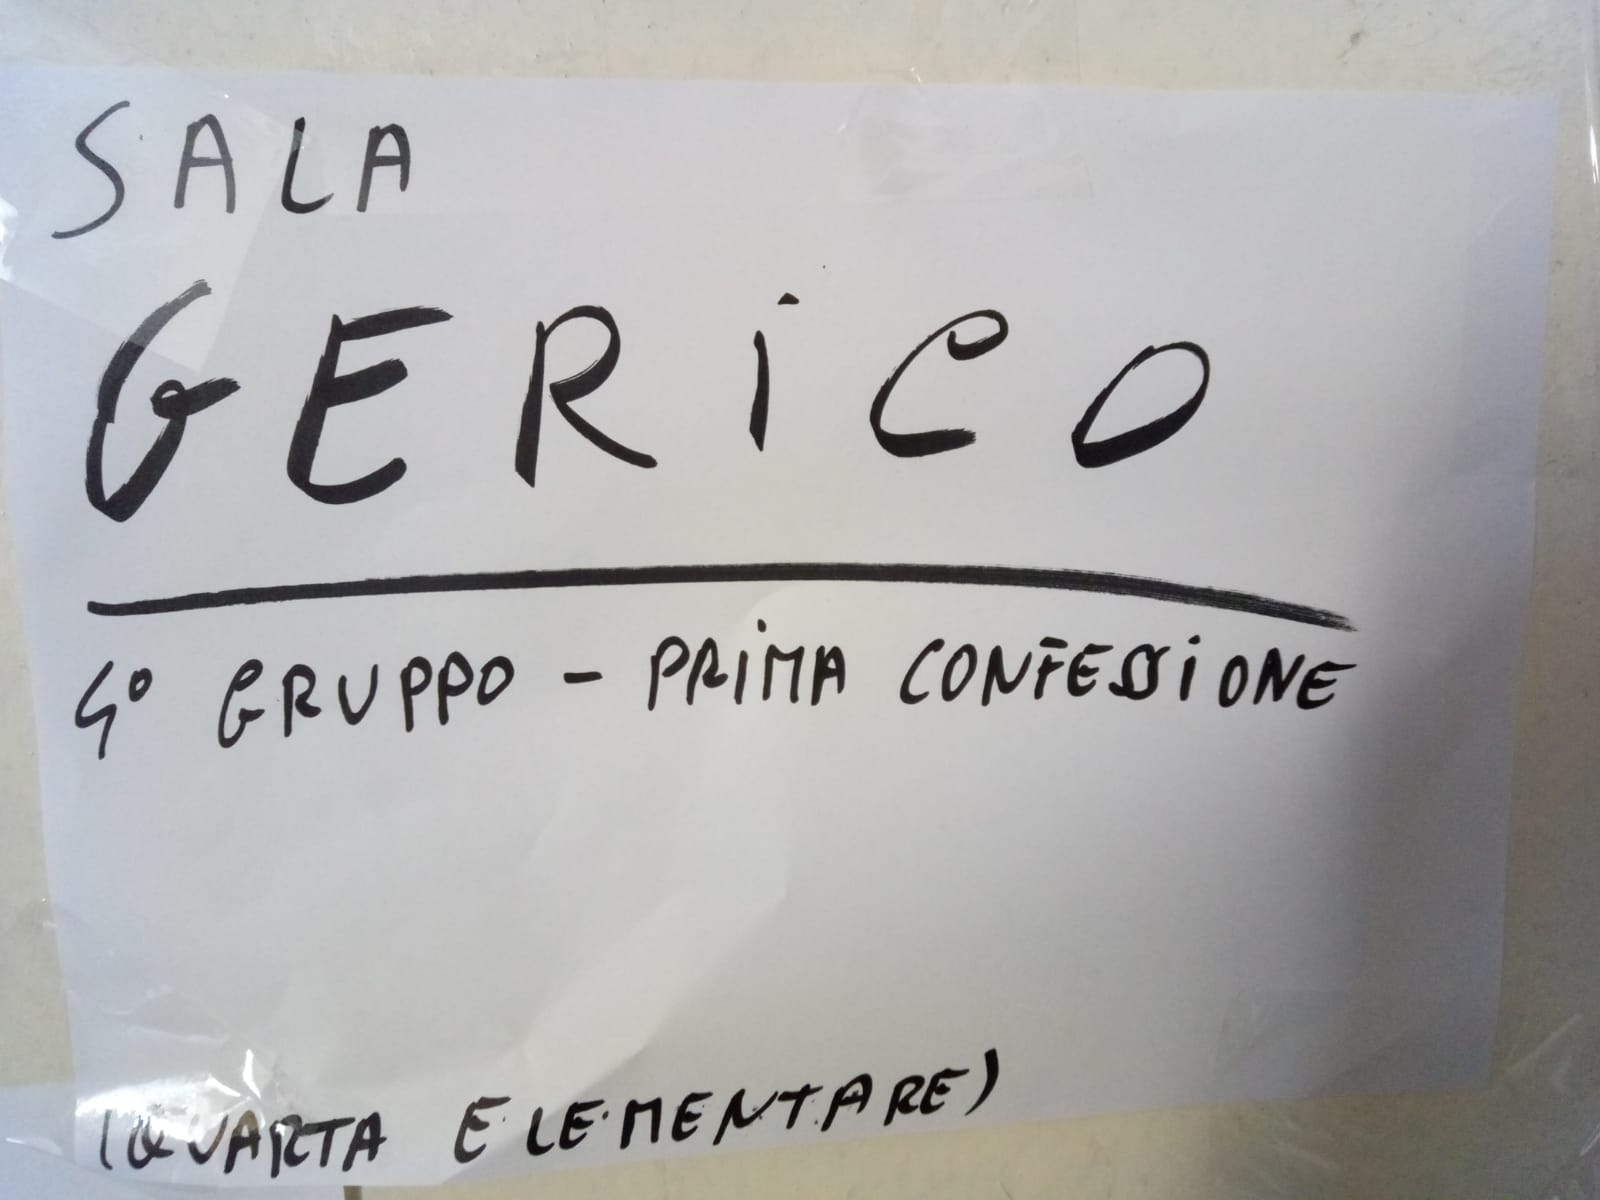 SALA
GERICO
4° GRUPPO - PRIMA CONFESSIONE
(QUARTA ELEMENTARE)